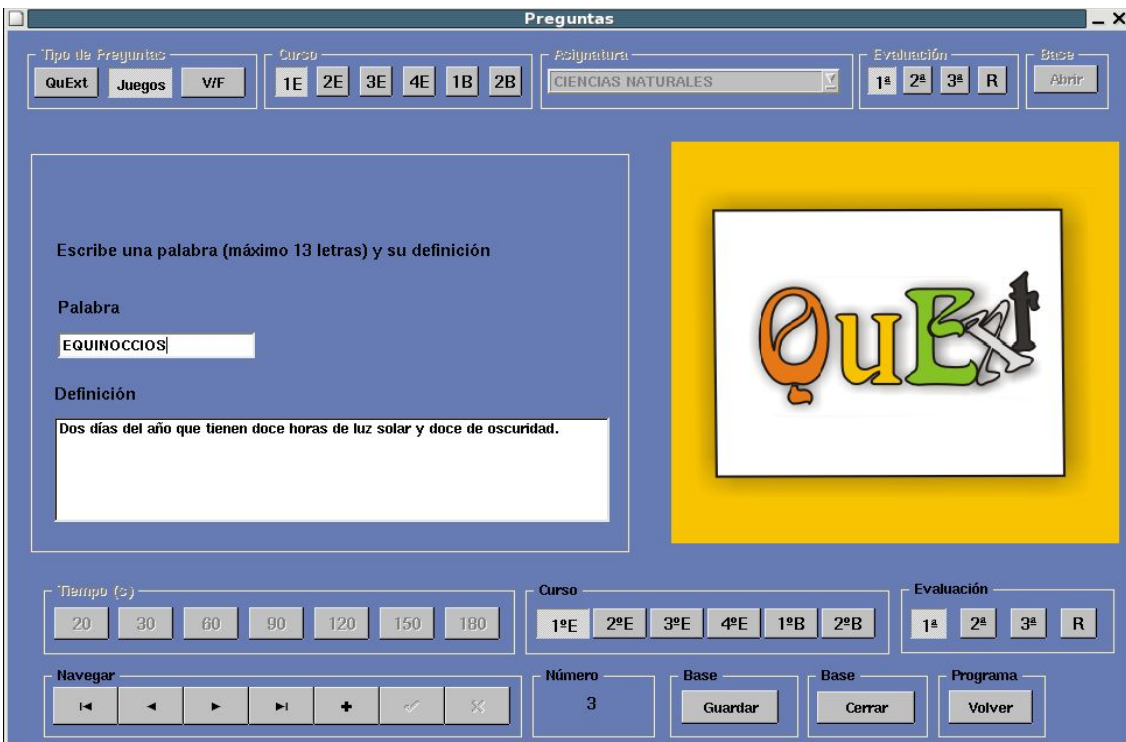 Preguntas
Tipo de Preguntas
QuExt Juegos V/F
Curso
1E 2E 3E 4E 1B 2B
Asignatura
CIENCIAS NATURALES
Evaluación
1ª 2ª 3ª R
Base
Abrir
Escribe una palabra (máximo 13 letras) y su definición
Palabra
EQUINOCCIOS
Definición
Dos días del año que tienen doce horas de luz solar y doce de oscuridad.
QuExt
Tiempo (s)
20 30 60 90 120 150 180
Curso
1ºE 2ºE 3ºE 4ºE 1ºB 2ºB
Evaluación
1ª 2ª 3ª R
Navegar
Número
3
Base
Guardar
Base
Cerrar
Programa
Volver